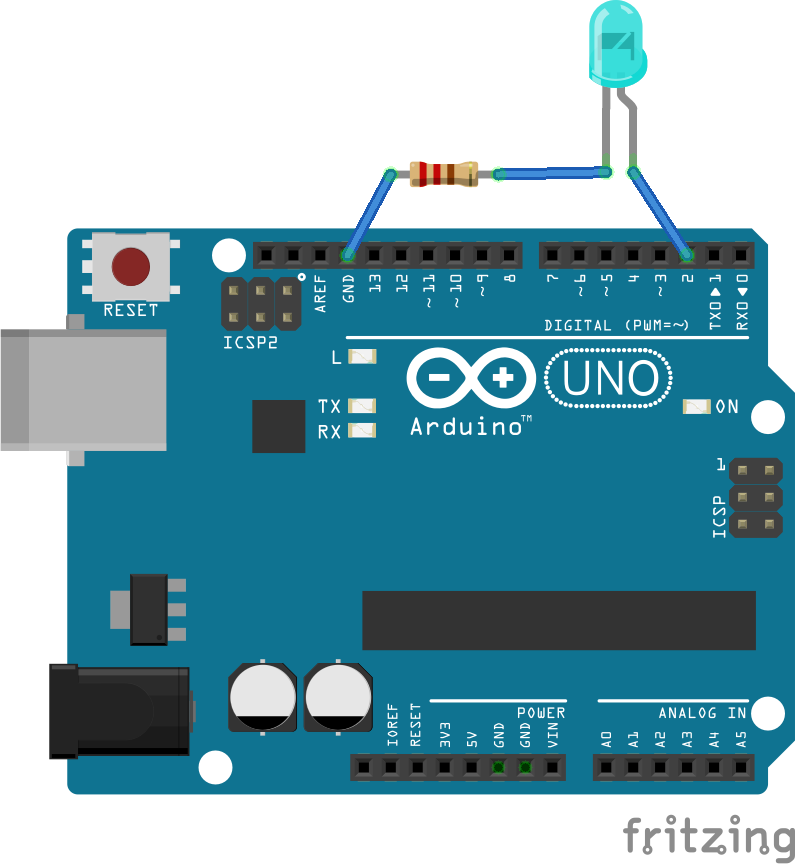 RESET
ICSP2
AREF
GND
13
12
~11
~10
~9
8
7
~6
~5
4
~3
2
TX0▶1
RX0◀0
DIGITAL (PWM=~)
L
TX
RX
Arduino™
UNO
ON
1
ICSP
IOREF
RESET
3V3
5V
GND
GND
VIN
POWER
A0
A1
A2
A3
A4
A5
ANALOG IN
fritzing